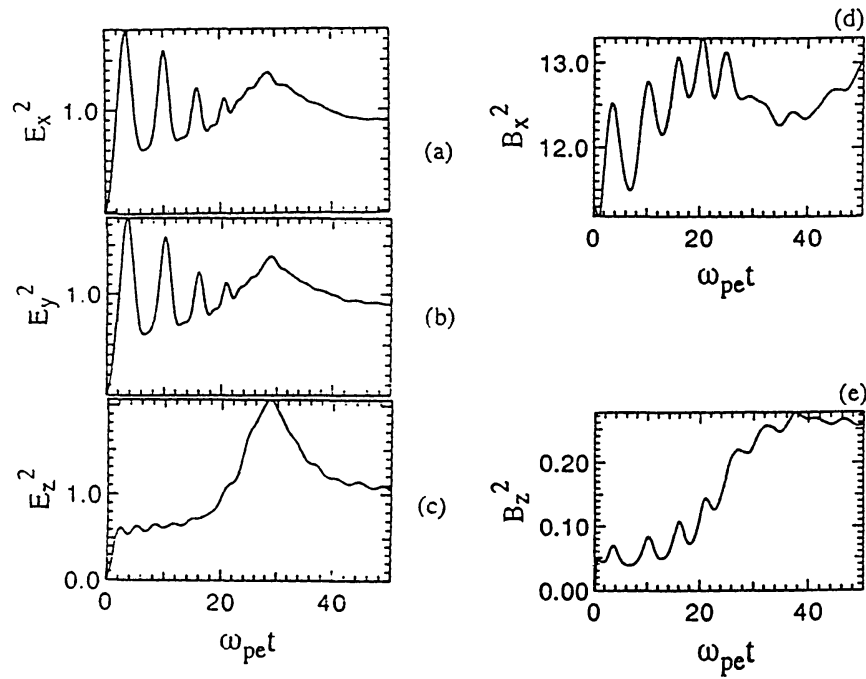 E_x^2
1.0
(a)
E_y^2
1.0
(b)
E_z^2
1.0
0.0
(c)
0 20 40
ω_pe t
(d)
B_x^2
13.0
12.0
0 20 40
ω_pe t
(e)
B_z^2
0.20
0.10
0.00
0 20 40
ω_pe t